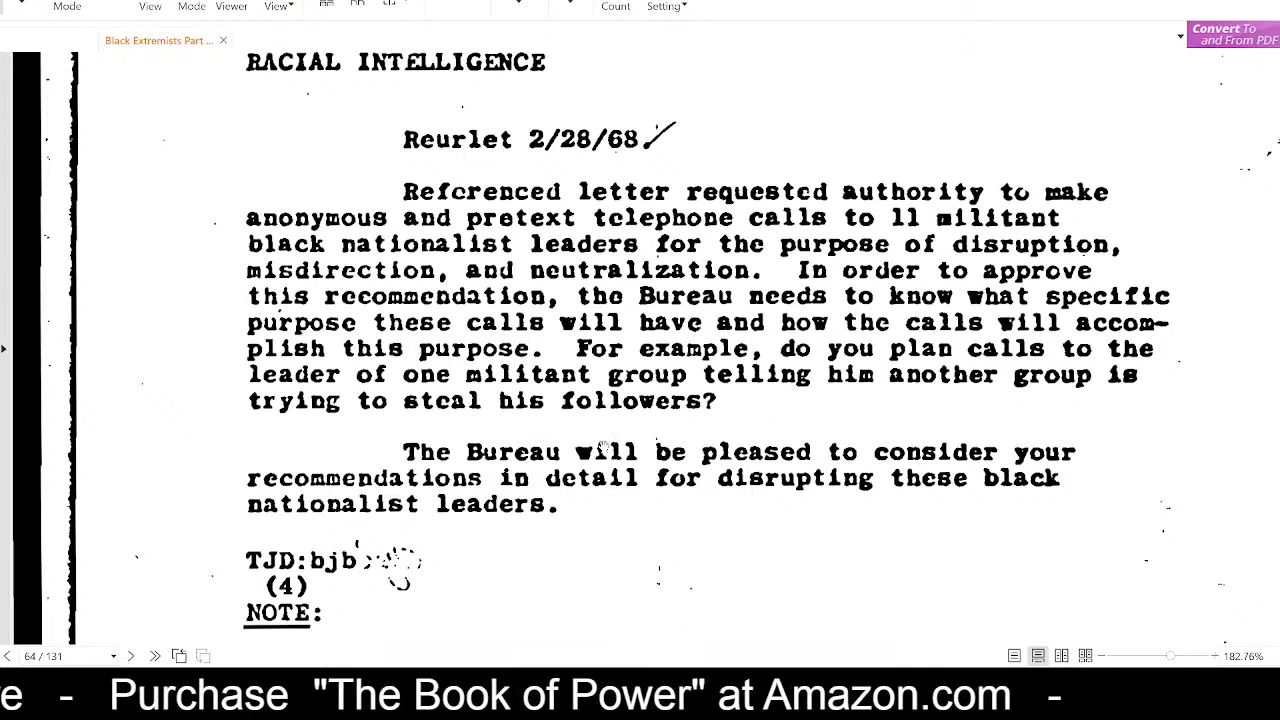 Mode View Mode Viewer View Count Setting
Black Extremists Part ...
Convert To
and From PDF
RACIAL INTELLIGENCE
Reurlet 2/28/68.
Referenced letter requested authority to make
anonymous and pretext telephone calls to 11 militant
black nationalist leaders for the purpose of disruption,
misdirection, and neutralization. In order to approve
this recommendation, the Bureau needs to know what specific
purpose these calls will have and how the calls will accom-
plish this purpose. For example, do you plan calls to the
leader of one militant group telling him another group is
trying to steal his followers?
The Bureau will be pleased to consider your
recommendations in detail for disrupting these black
nationalist leaders.
TJD:bjb
(4)
NOTE:
64 / 131
182.76%
e - Purchase "The Book of Power" at Amazon.com -